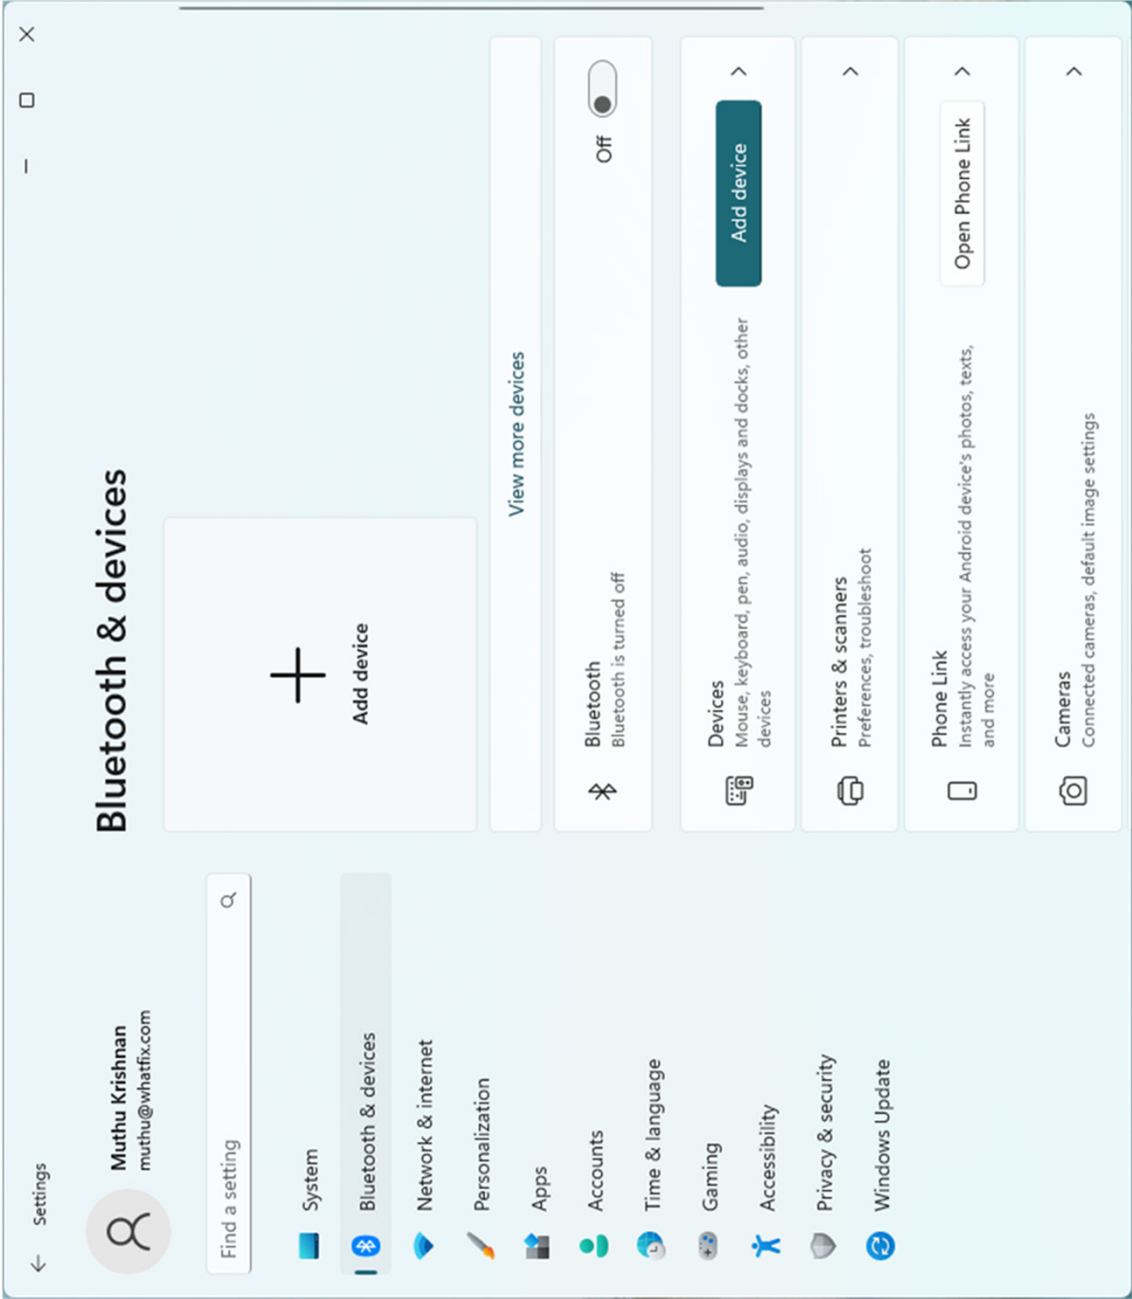 Settings
Muthu Krishnan
muthu@whatfix.com
Find a setting
System
Bluetooth & devices
Network & internet
Personalization
Apps
Accounts
Time & language
Gaming
Accessibility
Privacy & security
Windows Update
Bluetooth & devices
Add device
View more devices
Bluetooth
Bluetooth is turned off
Off
Devices
Mouse, keyboard, pen, audio, displays and docks, other
devices
Add device
Printers & scanners
Preferences, troubleshoot
Phone Link
Instantly access your Android device's photos, texts,
and more
Open Phone Link
Cameras
Connected cameras, default image settings